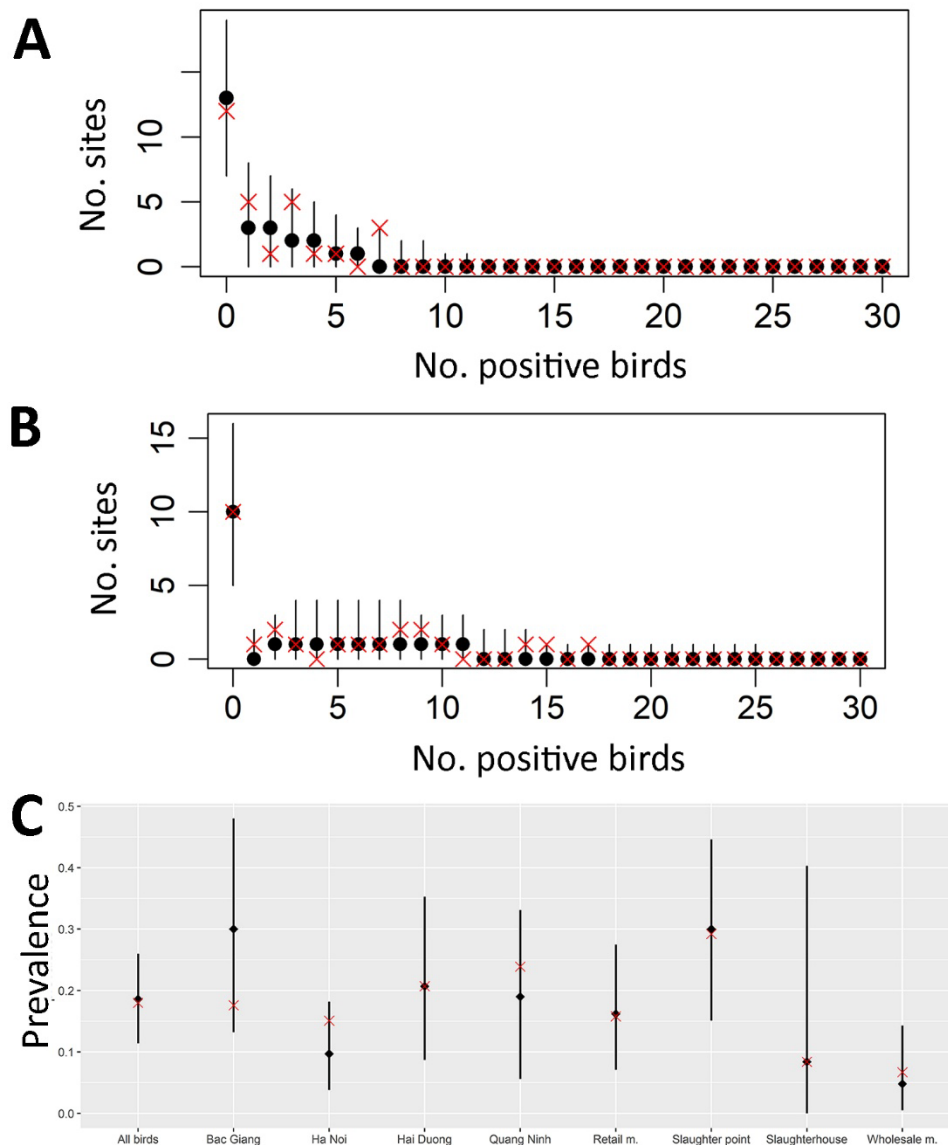 A
No. sites
10
5
0
0 5 10 15 20 25 30
No. positive birds
B
No. sites
15
10
5
0
0 5 10 15 20 25 30
No. positive birds
C
Prevalence
0.5
0.4
0.3
0.2
0.1
0.0
All birds Bac Giang Ha Noi Hai Duong Quang Ninh Retail m. Slaughter point Slaughterhouse Wholesale m.